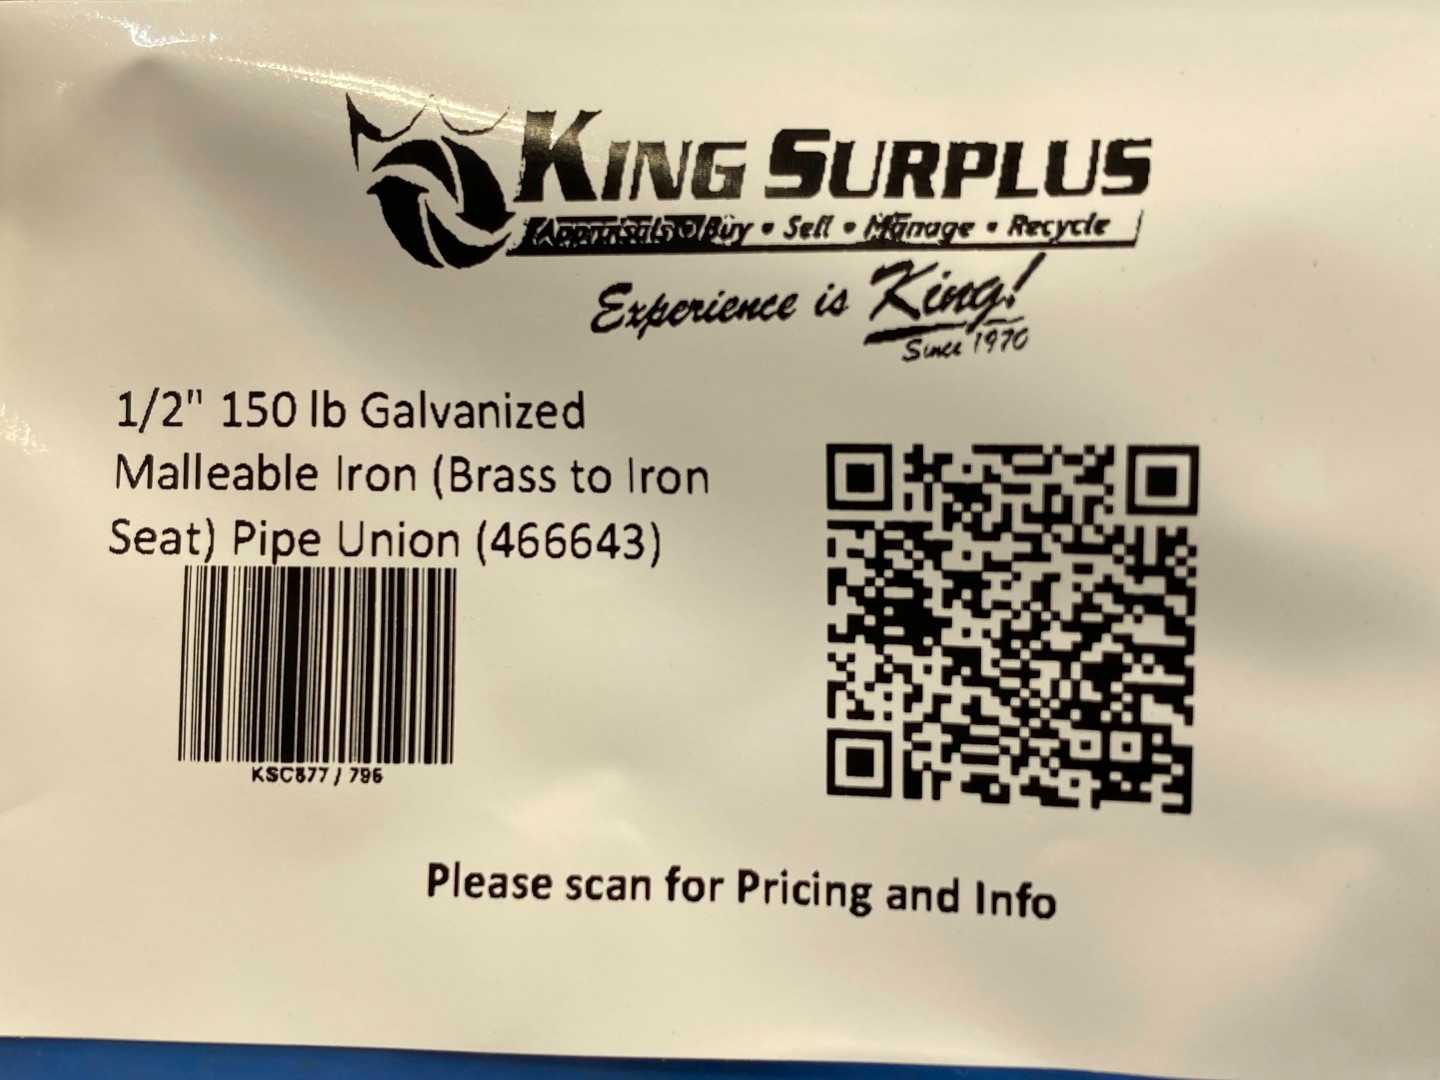 KING SURPLUS
Appraisals • Buy • Sell • Manage • Recycle
Experience is King!
Since 1970
1/2" 150 lb Galvanized
Malleable Iron (Brass to Iron
Seat) Pipe Union (466643)
KSC877 / 796
Please scan for Pricing and Info